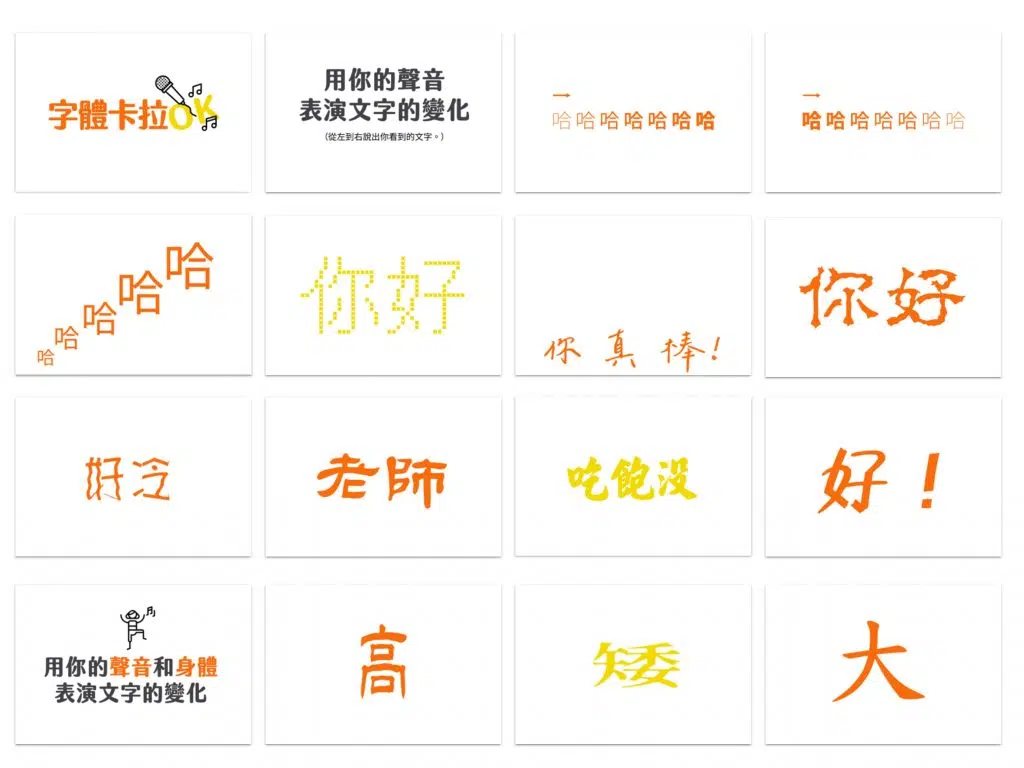 字體卡拉OK
用你的聲音
表演文字的變化
（從左到右說出你看到的文字。）
→
哈哈哈哈哈哈哈
→
哈哈哈哈哈哈哈
哈哈哈哈哈
你好
你真棒！
你好
好冷
老師
吃飽沒
好！
用你的聲音和身體
表演文字的變化
高
矮
大